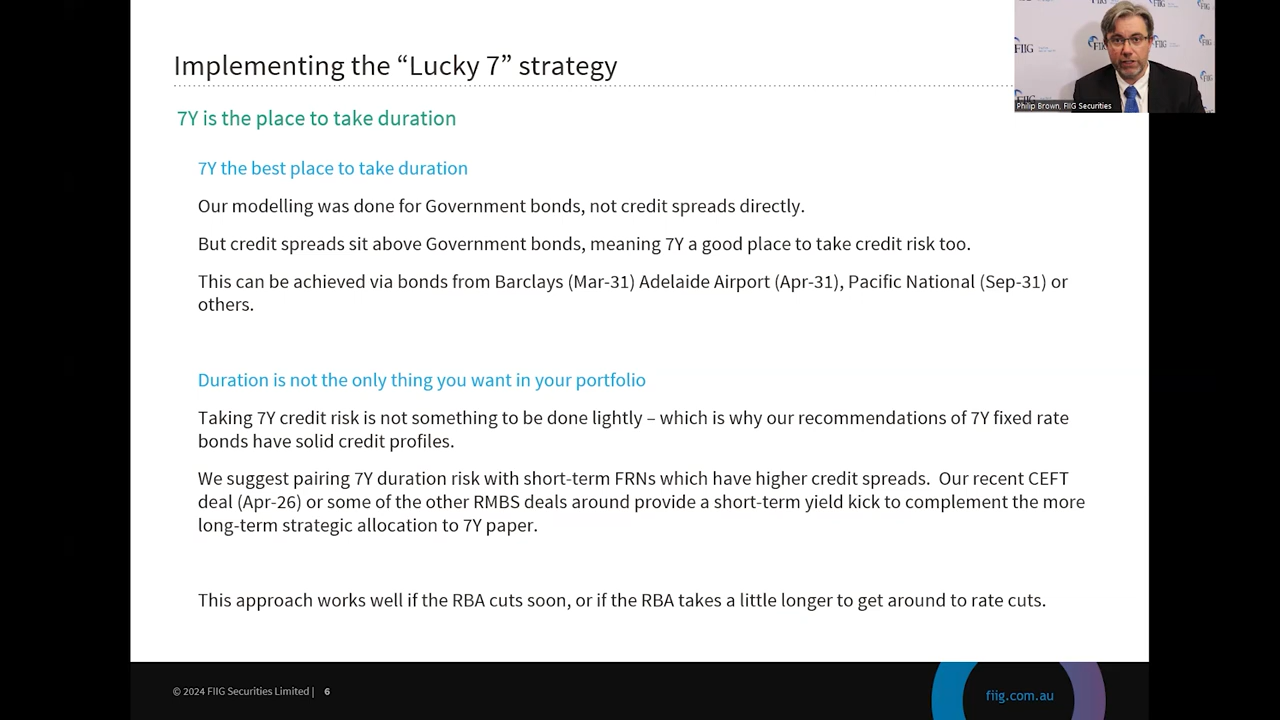 Implementing the “Lucky 7” strategy
7Y is the place to take duration
7Y the best place to take duration
Our modelling was done for Government bonds, not credit spreads directly.
But credit spreads sit above Government bonds, meaning 7Y a good place to take credit risk too.
This can be achieved via bonds from Barclays (Mar-31) Adelaide Airport (Apr-31), Pacific National (Sep-31) or
others.
Duration is not the only thing you want in your portfolio
Taking 7Y credit risk is not something to be done lightly – which is why our recommendations of 7Y fixed rate
bonds have solid credit profiles.
We suggest pairing 7Y duration risk with short-term FRNs which have higher credit spreads.  Our recent CEFT
deal (Apr-26) or some of the other RMBS deals around provide a short-term yield kick to complement the more
long-term strategic allocation to 7Y paper.
This approach works well if the RBA cuts soon, or if the RBA takes a little longer to get around to rate cuts.
© 2024 FIIG Securities Limited | 6
fiig.com.au
FIIG
Philip Brown, FIIG Securities